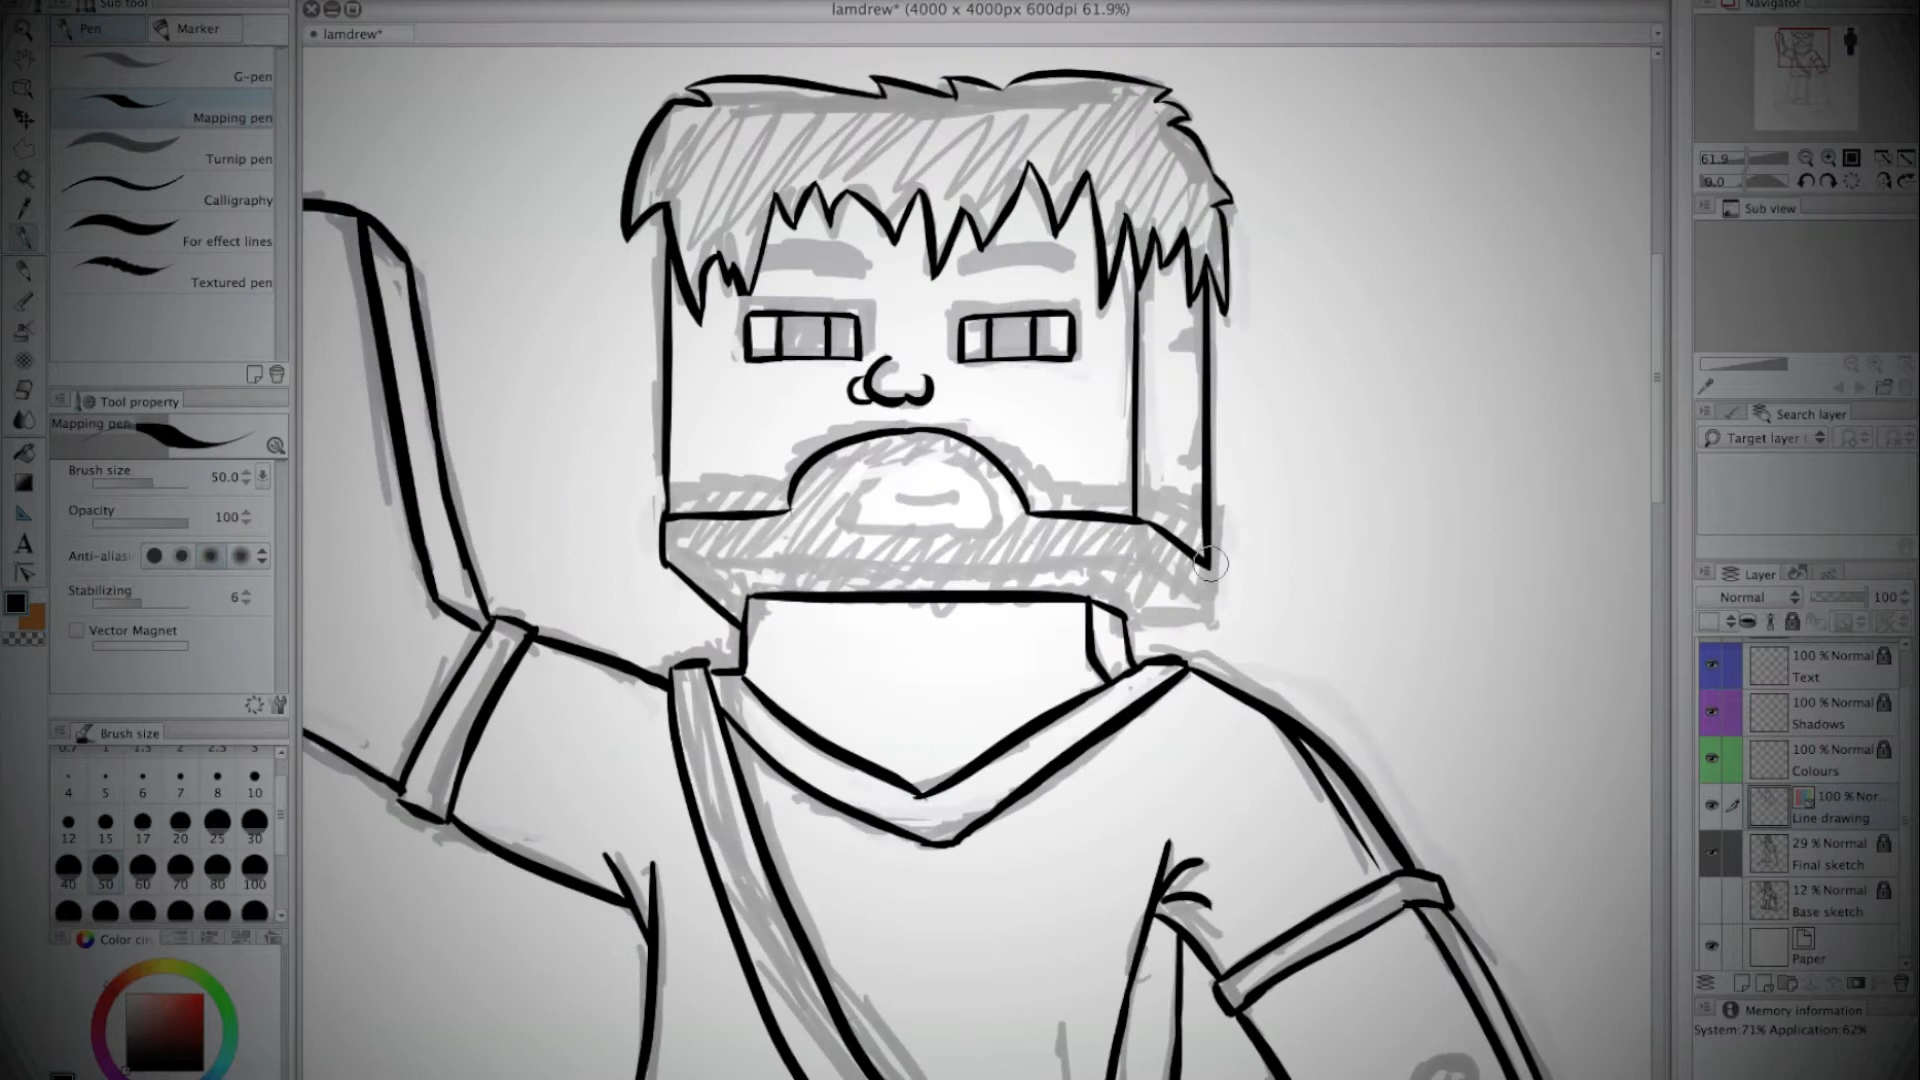 Sub tool
lamdrew* (4000 x 4000px 600dpi 61.9%)
Navigator
Pen
Marker
lamdrew*
G-pen
Mapping pen
Turnip pen
Calligraphy
For effect lines
Textured pen
Tool property
Mapping pen
Brush size
50.0
Opacity
100
Anti-alias
Stabilizing
6
Vector Magnet
Brush size
0.7 1 1.5 2 2.5 3
4 5 6 7 8 10
12 15 17 20 25 30
40 50 60 70 80 100
Color cir
61.9
0.0
Sub view
Search layer
Target layer
Layer
Normal
100
100 % Normal
Text
100 % Normal
Shadows
100 % Normal
Colours
100 % Nor...
Line drawing
29 % Normal
Final sketch
12 % Normal
Base sketch
Paper
Memory information
System:71% Application:62%
A